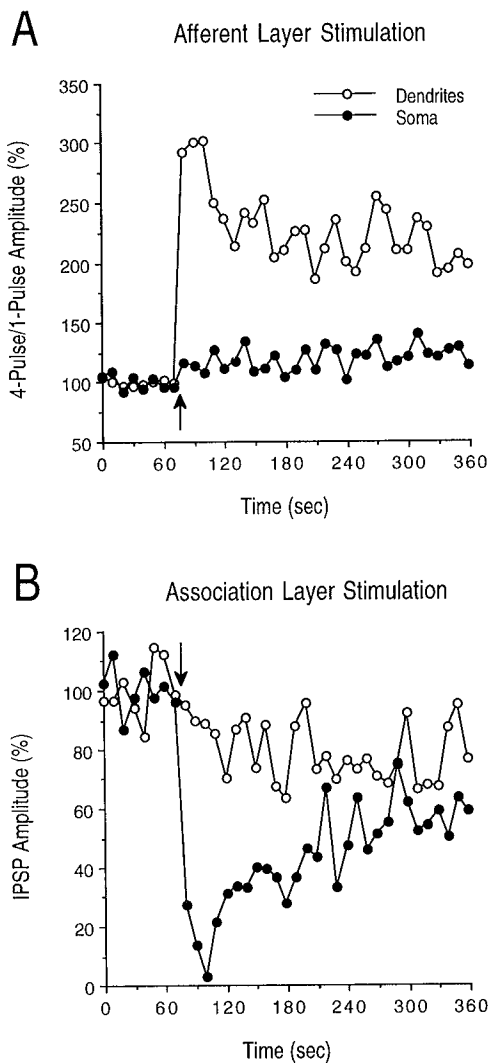 A
Afferent Layer Stimulation
350
300
250
200
150
100
50
4-Pulse/1-Pulse Amplitude (%)
Dendrites
Soma
0 60 120 180 240 300 360
Time (sec)
B
Association Layer Stimulation
120
100
80
60
40
20
0
IPSP Amplitude (%)
0 60 120 180 240 300 360
Time (sec)